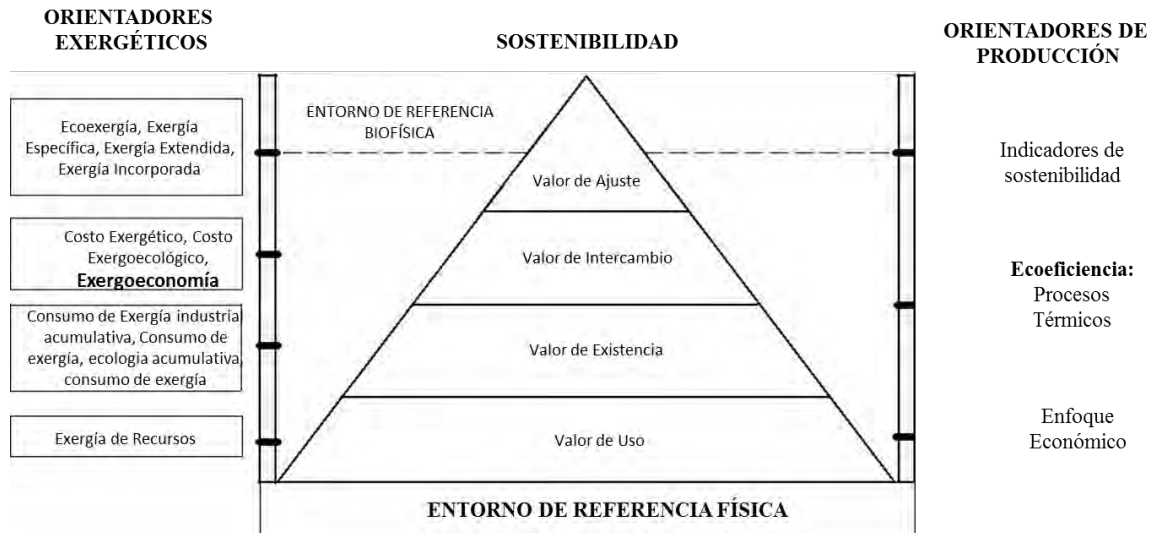 ORIENTADORES
EXERGÉTICOS
SOSTENIBILIDAD
ORIENTADORES DE
PRODUCCIÓN
Ecoexergía, Exergía
Específica, Exergía Extendida,
Exergía Incorporada
ENTORNO DE REFERENCIA
BIOFÍSICA
Valor de Ajuste
Indicadores de
sostenibilidad
Costo Exergético, Costo
Exergoecológico,
Exergoeconomía
Valor de Intercambio
Ecoeficiencia:
Procesos
Térmicos
Consumo de Exergía industria
acumulativa, Consumo de
exergía, ecologia acumulativa,
consumo de exergía
Valor de Existencia
Exergía de Recursos
Valor de Uso
Enfoque
Económico
ENTORNO DE REFERENCIA FÍSICA